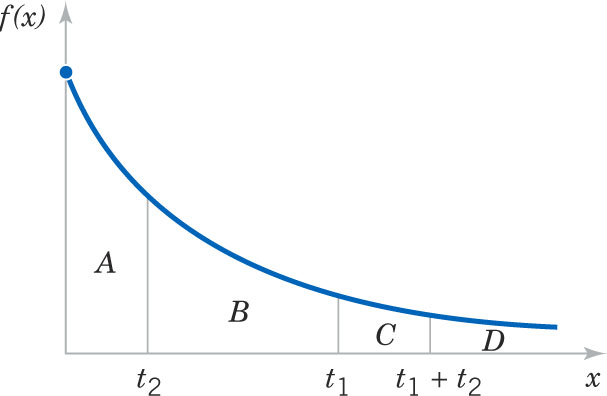 f(x)
A
B
C
D
t₂
t₁
t₁ + t₂
x